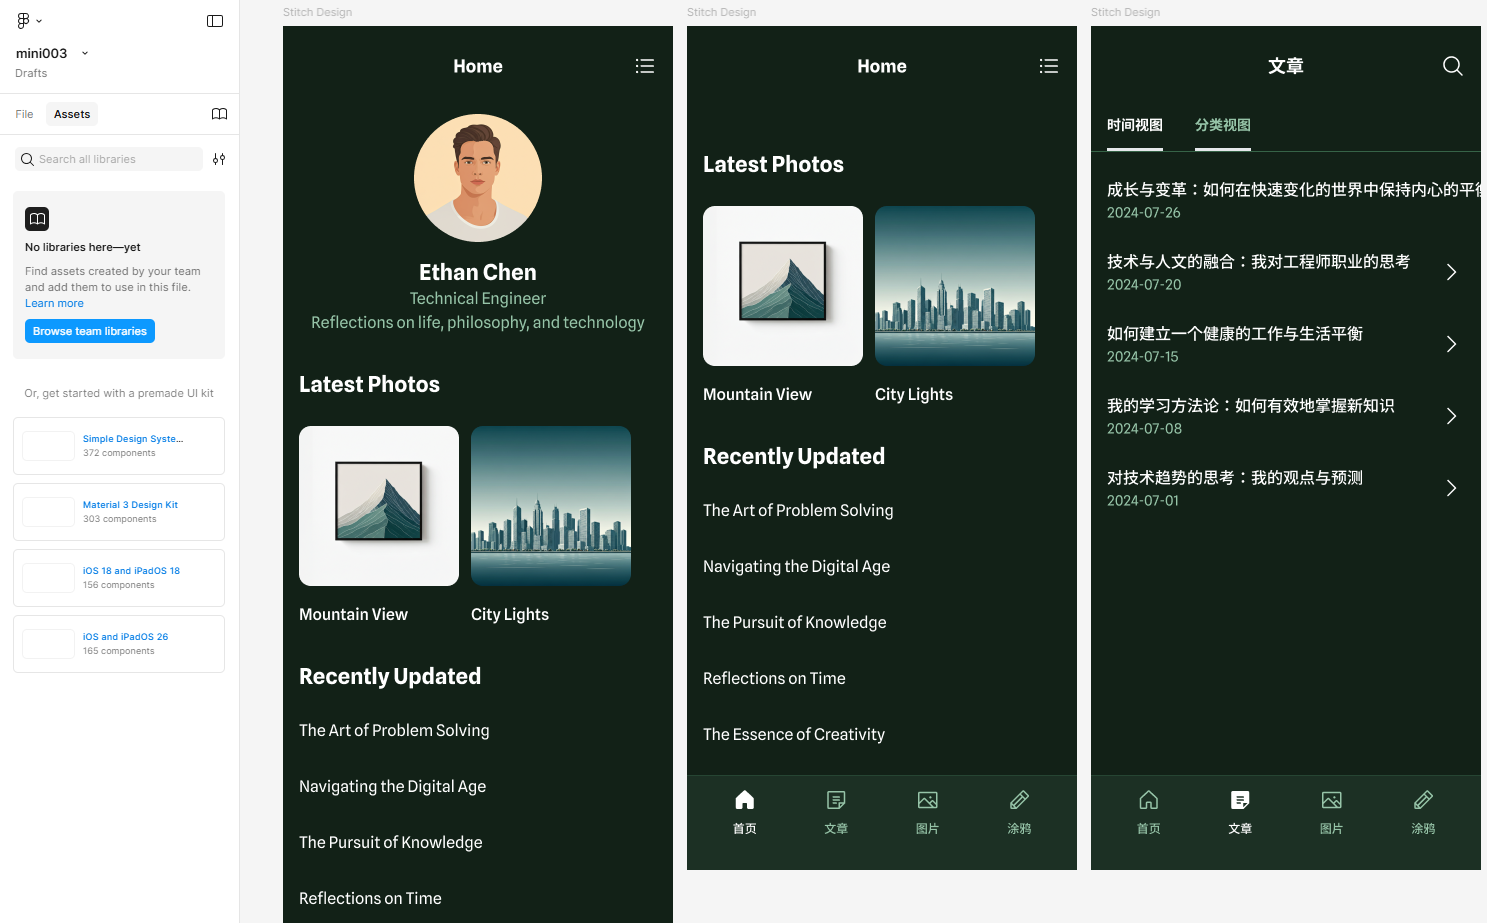 mini003
Drafts
File
Assets
Search all libraries
No libraries here—yet
Find assets created by your team
and add them to use in this file.
Learn more
Browse team libraries
Or, get started with a premade UI kit
Simple Design Syste...
372 components
Material 3 Design Kit
303 components
iOS 18 and iPadOS 18
156 components
iOS and iPadOS 26
165 components
Stitch Design
Home
Ethan Chen
Technical Engineer
Reflections on life, philosophy, and technology
Latest Photos
Mountain View
City Lights
Recently Updated
The Art of Problem Solving
Navigating the Digital Age
The Pursuit of Knowledge
Reflections on Time
Stitch Design
Home
Latest Photos
Mountain View
City Lights
Recently Updated
The Art of Problem Solving
Navigating the Digital Age
The Pursuit of Knowledge
Reflections on Time
The Essence of Creativity
首页
文章
图片
涂鸦
Stitch Design
文章
时间视图
分类视图
成长与变革：如何在快速变化的世界中保持内心的平衡
2024-07-26
技术与人文的融合：我对工程师职业的思考
2024-07-20
如何建立一个健康的工作与生活平衡
2024-07-15
我的学习方法论：如何有效地掌握新知识
2024-07-08
对技术趋势的思考：我的观点与预测
2024-07-01
首页
文章
图片
涂鸦